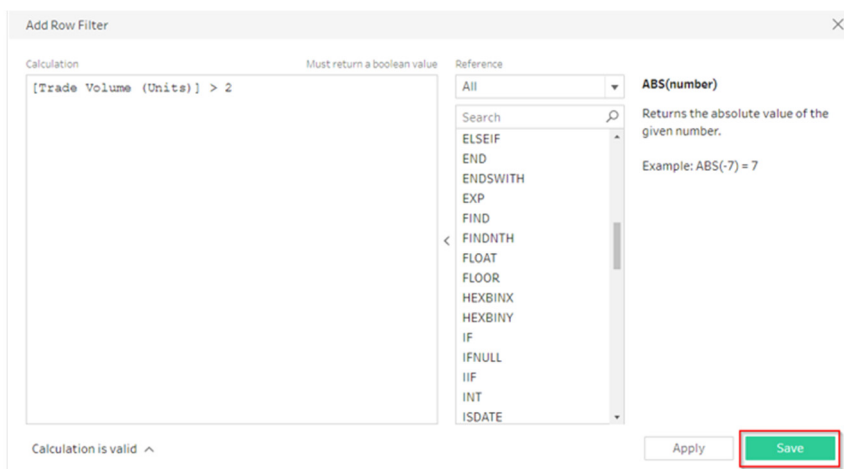 Add Row Filter
Calculation
Must return a boolean value
Reference
[Trade Volume (Units)] > 2
All
Search
ELSEIF
END
ENDSWITH
EXP
FIND
FINDNTH
FLOAT
FLOOR
HEXBINX
HEXBINY
IF
IFNULL
IIF
INT
ISDATE
ABS(number)
Returns the absolute value of the
given number.
Example: ABS(-7) = 7
Calculation is valid
Apply
Save